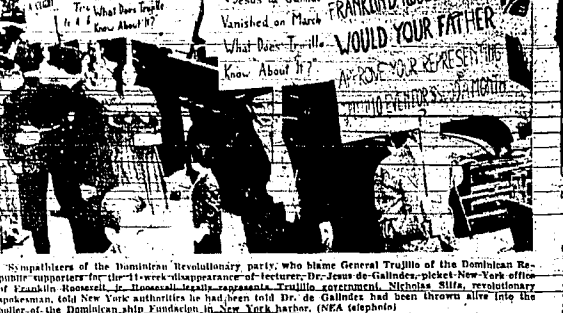 What Does Trujillo
Know About It?"
Vanished on March
What Does Trujillo
Know About It?"
WOULD YOUR FATHER
APPROVE YOUR REPRESENTING
Sympathizers of the Dominican Revolutionary party, who blame General Trujillo of the Dominican Re-
public supporters for the 11-week disappearance of lecturer, Dr. Jesus de Galindez, picket New York office
of Franklin Roosevelt, jr. Roosevelt legally represents Trujillo government. Nicholas Silfa, revolutionary
spokesman, told New York authorities he had been told Dr. de Galindez had been thrown alive into the
boiler of the Dominican ship Fundacion in New York harbor. (NEA telephoto)